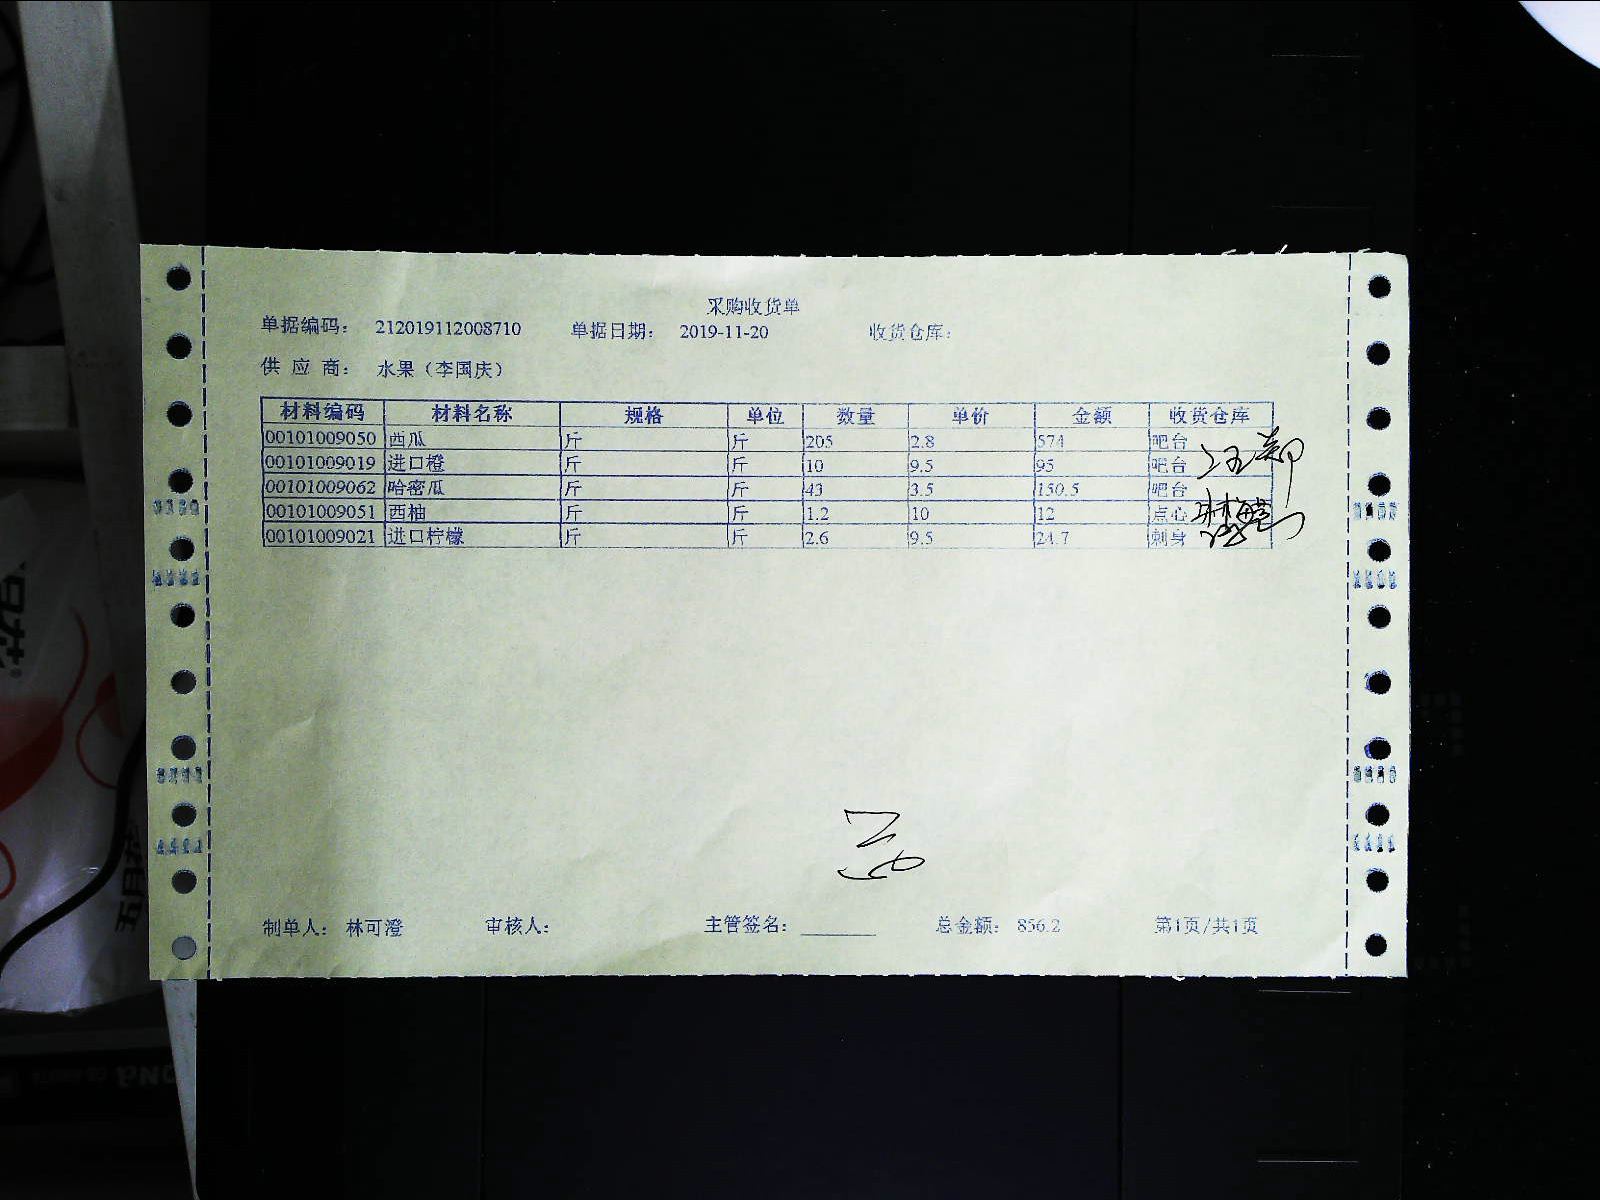 采购收货单
单据编码： 212019112008710 单据日期： 2019-11-20 收货仓库：
供 应 商： 水果（李国庆）
材料编码 材料名称 规格 单位 数量 单价 金额 收货仓库
00101009050 西瓜 斤 斤 205 2.8 574 吧台
00101009019 进口橙 斤 斤 10 9.5 95 吧台
00101009062 哈密瓜 斤 斤 43 3.5 150.5 吧台
00101009051 西柚 斤 斤 1.2 10 12 点心
00101009021 进口柠檬 斤 斤 2.6 9.5 24.7 刺身
制单人： 林可澄 审核人： 主管签名： 总金额： 856.2 第1页/共1页